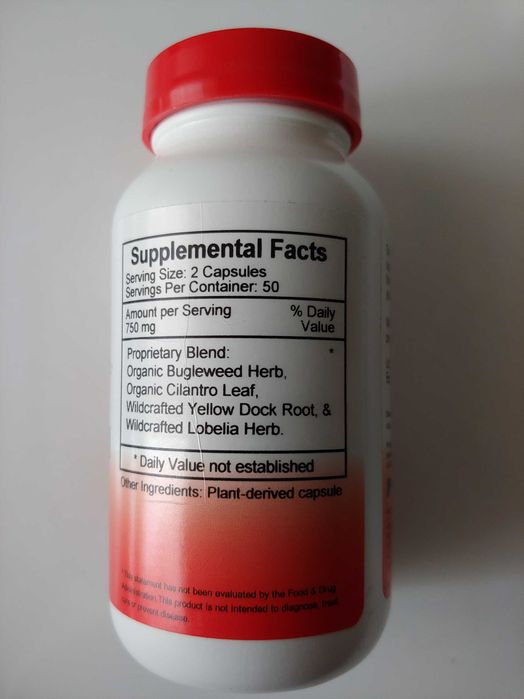 Supplemental Facts
Serving Size: 2 Capsules
Servings Per Container: 50
Amount per Serving % Daily
750 mg Value
Proprietary Blend: *
Organic Bugleweed Herb,
Organic Cilantro Leaf,
Wildcrafted Yellow Dock Root, &
Wildcrafted Lobelia Herb.
* Daily Value not established
Other Ingredients: Plant-derived capsule
*This statement has not been evaluated by the Food & Drug
Administration. This product is not intended to diagnose, treat,
cure or prevent disease.